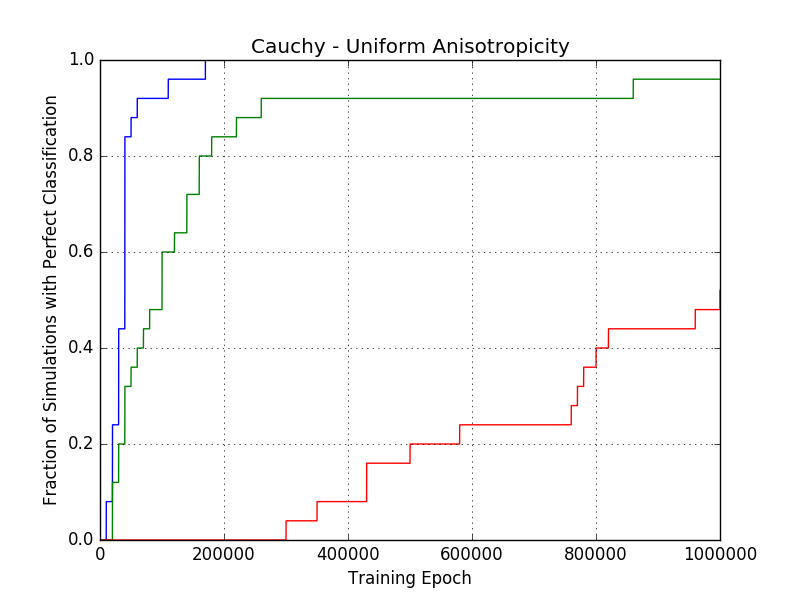 Cauchy - Uniform Anisotropicity
Fraction of Simulations with Perfect Classification
1.0
0.8
0.6
0.4
0.2
0.0
0 200000 400000 600000 800000 1000000
Training Epoch